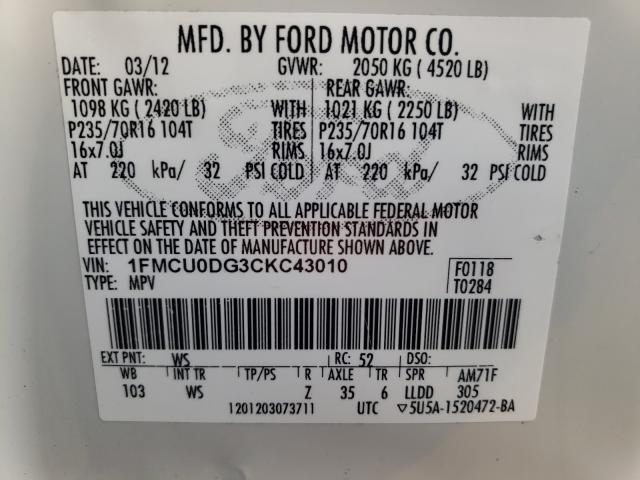 MFD. BY FORD MOTOR CO.
DATE: 03/12 GVWR: 2050 KG ( 4520 LB)
FRONT GAWR: REAR GAWR:
1098 KG ( 2420 LB) WITH 1021 KG ( 2250 LB) WITH
P235/70R16 104T TIRES P235/70R16 104T TIRES
16x7.0J RIMS 16x7.0J RIMS
AT 220 kPa/ 32 PSI COLD AT 220 kPa/ 32 PSI COLD
Ford
THIS VEHICLE CONFORMS TO ALL APPLICABLE FEDERAL MOTOR
VEHICLE SAFETY AND THEFT PREVENTION STANDARDS IN
EFFECT ON THE DATE OF MANUFACTURE SHOWN ABOVE.
VIN: 1FMCU0DG3CKC43010 F0118
TYPE: MPV T0284
EXT PNT: WS RC: 52 DSO:
WB INT TR TP/PS R AXLE TR SPR AM71F
103 WS Z 35 6 LLDD 305
1201203073711 UTC ▽5U5A-1520472-BA